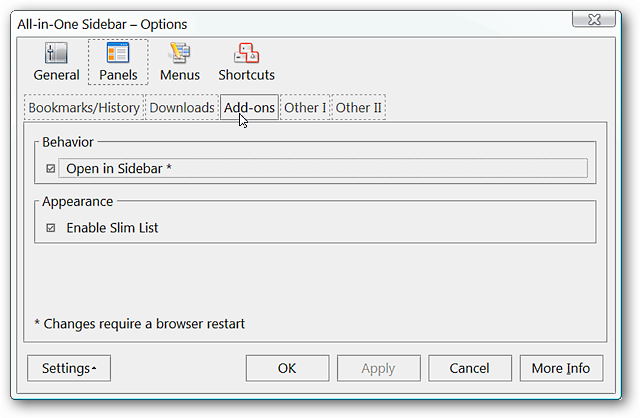 All-in-One Sidebar – Options
General Panels Menus Shortcuts
Bookmarks/History Downloads Add-ons Other I Other II
Behavior
Open in Sidebar *
Appearance
Enable Slim List
* Changes require a browser restart
Settings OK Apply Cancel More Info